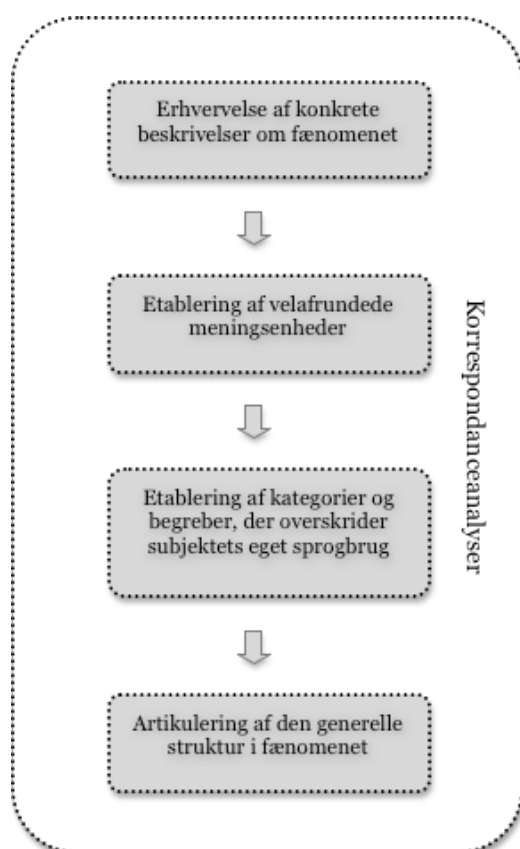 Erhvervelse af konkrete
beskrivelser om fænomenet
Etablering af velafrundede
meningsenheder
Etablering af kategorier og
begreber, der overskrider
subjektets eget sprogbrug
Artikulering af den generelle
struktur i fænomenet
Korrespondanceanalyser